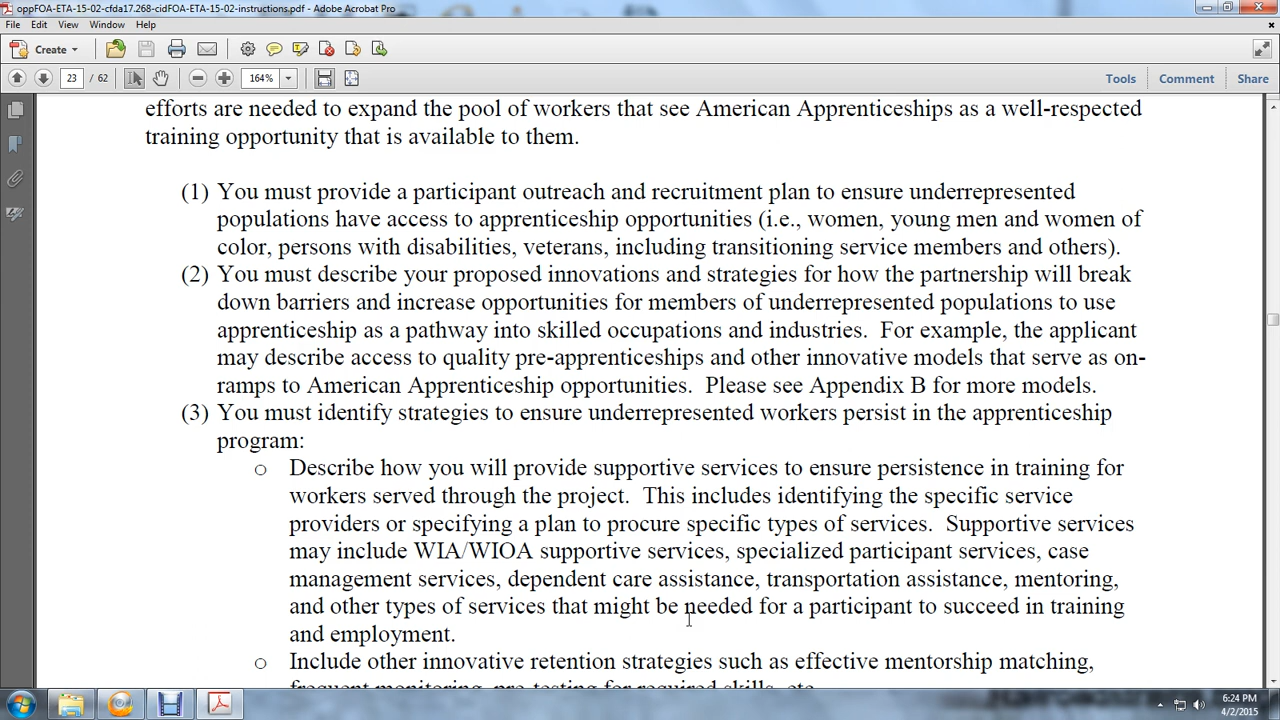 oppFOA-ETA-15-02-cfda17.268-cidFOA-ETA-15-02-instructions.pdf - Adobe Acrobat Pro
File Edit View Window Help
Create
23 / 62 164% Tools Comment Share
efforts are needed to expand the pool of workers that see American Apprenticeships as a well-respected
training opportunity that is available to them.
(1) You must provide a participant outreach and recruitment plan to ensure underrepresented
populations have access to apprenticeship opportunities (i.e., women, young men and women of
color, persons with disabilities, veterans, including transitioning service members and others).
(2) You must describe your proposed innovations and strategies for how the partnership will break
down barriers and increase opportunities for members of underrepresented populations to use
apprenticeship as a pathway into skilled occupations and industries.  For example, the applicant
may describe access to quality pre-apprenticeships and other innovative models that serve as on-
ramps to American Apprenticeship opportunities.  Please see Appendix B for more models.
(3) You must identify strategies to ensure underrepresented workers persist in the apprenticeship
program:
o Describe how you will provide supportive services to ensure persistence in training for
workers served through the project.  This includes identifying the specific service
providers or specifying a plan to procure specific types of services.  Supportive services
may include WIA/WIOA supportive services, specialized participant services, case
management services, dependent care assistance, transportation assistance, mentoring,
and other types of services that might be needed for a participant to succeed in training
and employment.
o Include other innovative retention strategies such as effective mentorship matching,
frequent monitoring, pre-testing for required skills, etc.
6:24 PM
4/2/2015